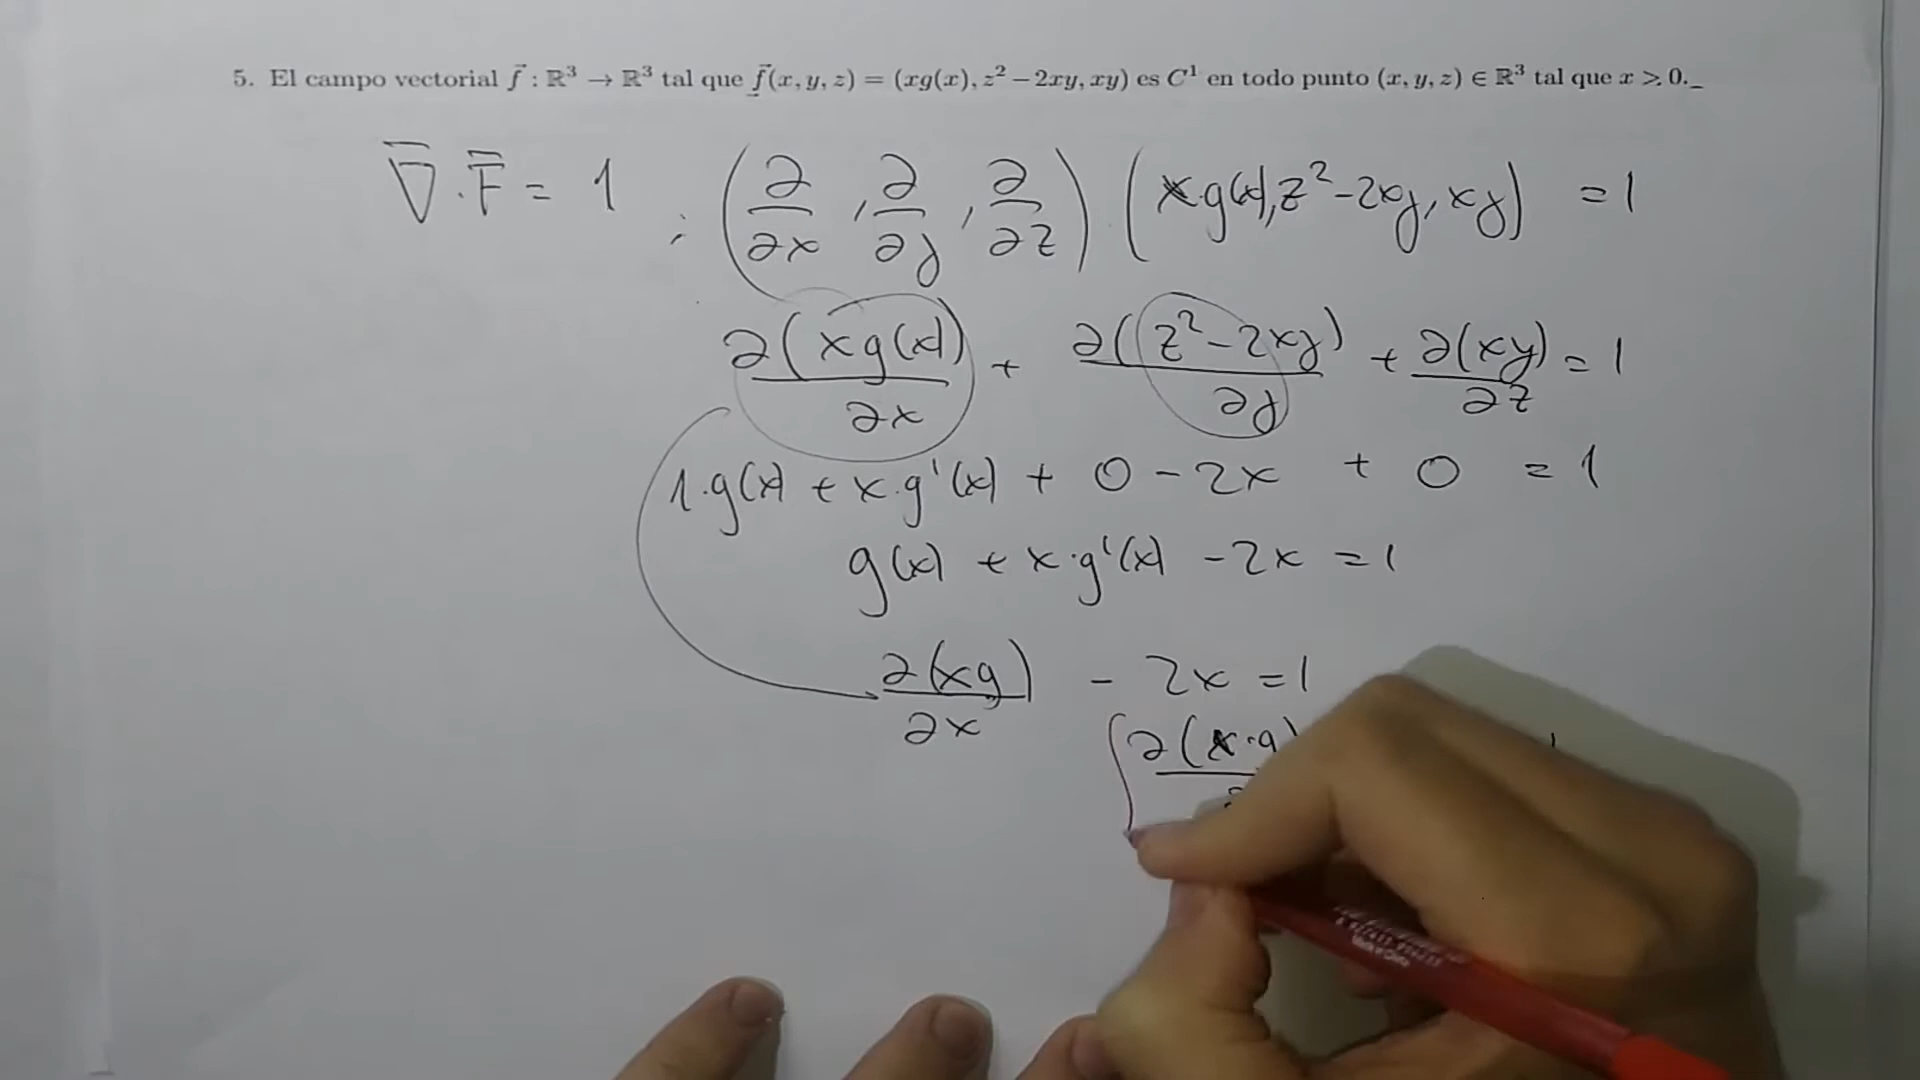 5. El campo vectorial f⃗ : ℝ³ → ℝ³ tal que f⃗(x, y, z) = (xg(x), z² − 2xy, xy) es C¹ en todo punto (x, y, z) ∈ ℝ³ tal que x > 0.
∇̅ · F̅ = 1 ; (∂/∂x , ∂/∂y , ∂/∂z) · (x·g(x), z² − 2xy, xy) = 1
∂(xg(x))/∂x + ∂(z² − 2xy)/∂y + ∂(xy)/∂z = 1
1·g(x) + x·g'(x) + 0 − 2x + 0 = 1
g(x) + x·g'(x) − 2x = 1
∂(xg)/∂x − 2x = 1
∫ ∂(x·g)